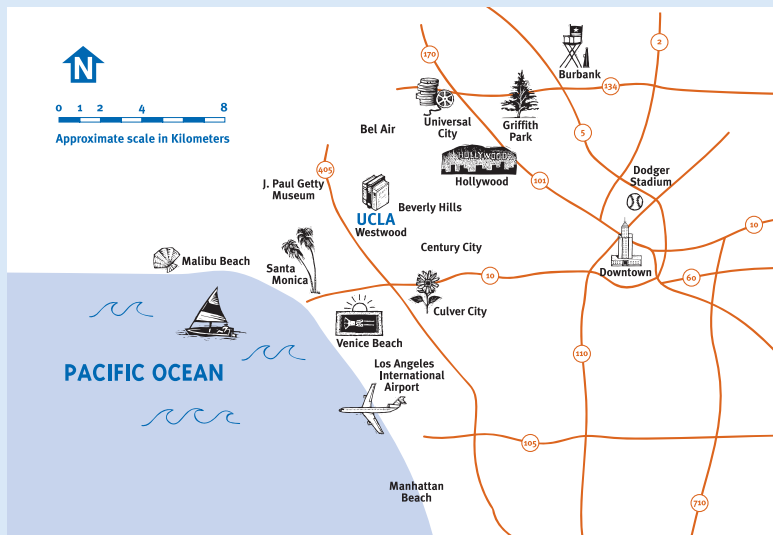 N
0 1 2 4 8
Approximate scale in Kilometers
170
2
Burbank
134
Universal
City
Griffith
Park
5
Bel Air
HOLLYWOOD
Hollywood
101
405
J. Paul Getty
Museum
UCLA
Westwood
Beverly Hills
Dodger
Stadium
10
Century City
Malibu Beach
Santa
Monica
10
Downtown
60
Culver City
Venice Beach
110
Los Angeles
International
Airport
PACIFIC OCEAN
105
Manhattan
Beach
710